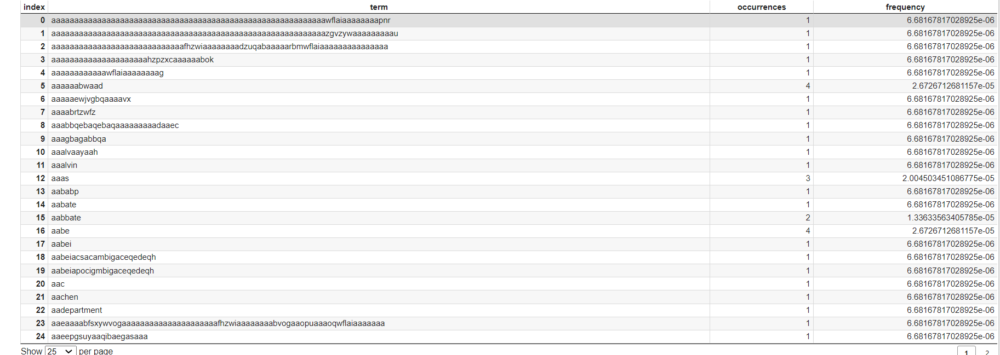 index term occurrences frequency
0 aaaaaaaaaaaaaaaaaaaaaaaaaaaaaaaaaaaaaaaaaaaaaaaaaaaaaaaaaaaawflaiaaaaaaaapnr 1 6.68167817028925e-06
1 aaaaaaaaaaaaaaaaaaaaaaaaaaaaaaaaaaaaaaaaaaaaaaaaaaaaaaaaaaaazgvzywaaaaaaaaau 1 6.68167817028925e-06
2 aaaaaaaaaaaaaaaaaaaaaaaaaaaaafhzwiaaaaaaaadzuqabaaaaarbmwflaiaaaaaaaaaaaaaaa 1 6.68167817028925e-06
3 aaaaaaaaaaaaaaaaaaaaahzpzxcaaaaaabok 1 6.68167817028925e-06
4 aaaaaaaaaaaawflaiaaaaaaaag 1 6.68167817028925e-06
5 aaaaaabwaad 4 2.6726712681157e-05
6 aaaaaewjvgbqaaaavx 1 6.68167817028925e-06
7 aaaabrtzwfz 1 6.68167817028925e-06
8 aaabbqebaqebaqaaaaaaaaadaaec 1 6.68167817028925e-06
9 aaagbagabbqa 1 6.68167817028925e-06
10 aaalvaayaah 1 6.68167817028925e-06
11 aaalvin 1 6.68167817028925e-06
12 aaas 3 2.004503451086775e-05
13 aababp 1 6.68167817028925e-06
14 aabate 1 6.68167817028925e-06
15 aabbate 2 1.33633563405785e-05
16 aabe 4 2.6726712681157e-05
17 aabei 1 6.68167817028925e-06
18 aabeiacsacambigaceqedeqh 1 6.68167817028925e-06
19 aabeiapocigmbigaceqedeqh 1 6.68167817028925e-06
20 aac 1 6.68167817028925e-06
21 aachen 1 6.68167817028925e-06
22 aadepartment 1 6.68167817028925e-06
23 aaeaaaabfsxywvogaaaaaaaaaaaaaaaaaaaaafhzwiaaaaaaaabvogaaopuaaaoqwflaiaaaaaaa 1 6.68167817028925e-06
24 aaeepgsuyaaqibaegasaaa 1 6.68167817028925e-06
Show 25 per page 1 2